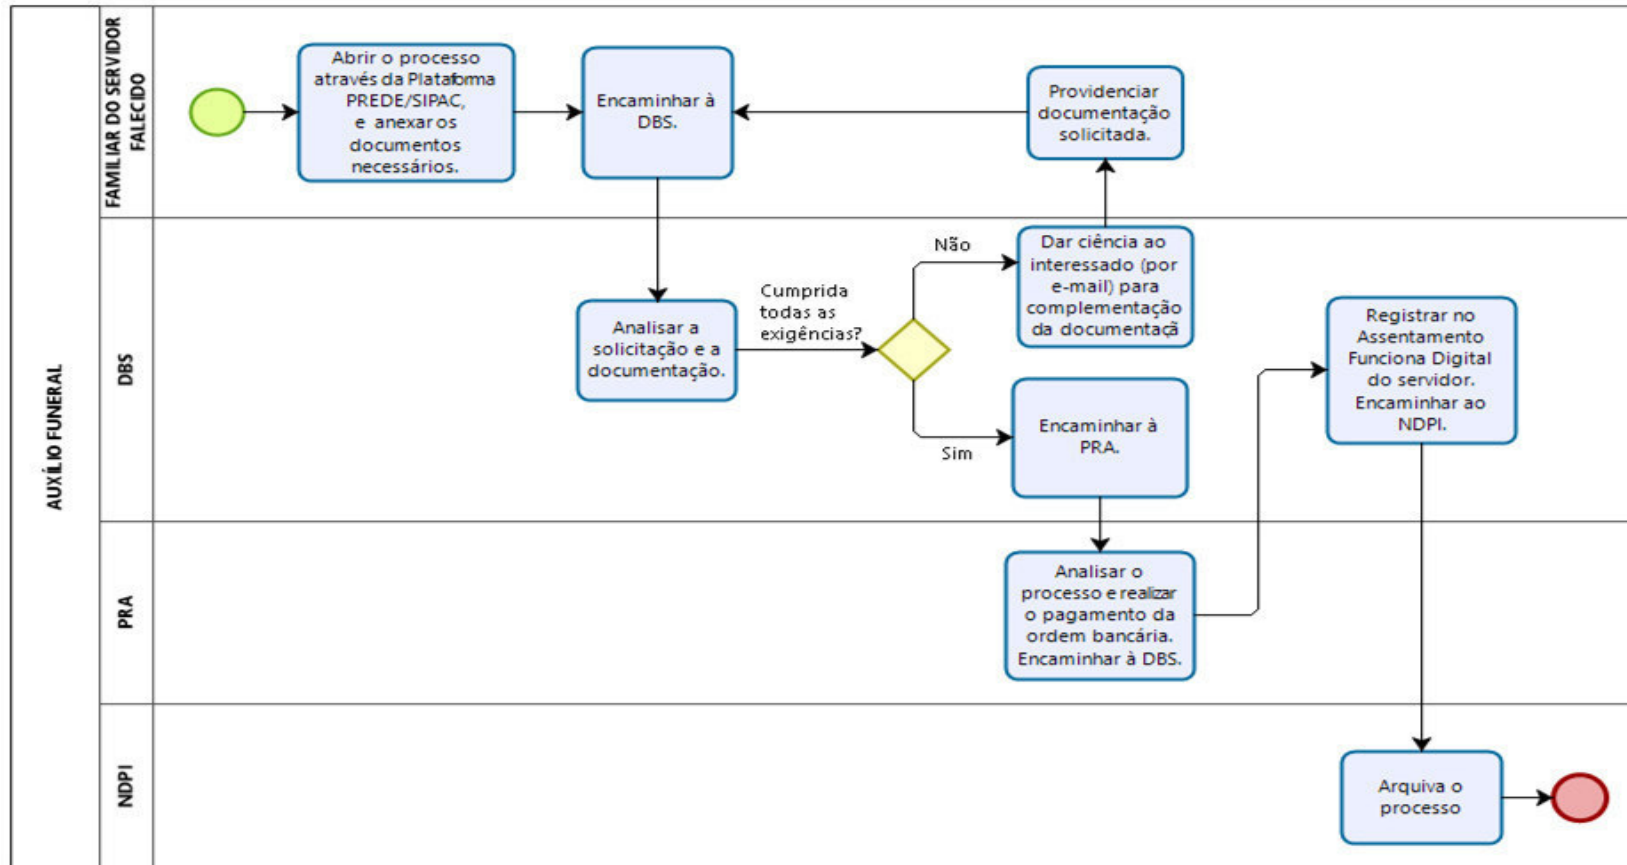 AUXÍLIO FUNERAL
FAMILIAR DO SERVIDOR
FALECIDO
Abrir o processo
através da Plataforma
PREDE/SIPAC,
e anexar os
documentos
necessários.
Encaminhar à
DBS.
Providenciar
documentação
solicitada.
DBS
Analisar a
solicitação e a
documentação.
Cumprida
todas as
exigências?
Não
Dar ciência ao
interessado (por
e-mail) para
complementação
da documentaçã
Sim
Encaminhar à
PRA.
Registrar no
Assentamento
Funciona Digital
do servidor.
Encaminhar ao
NDPI.
PRA
Analisar o
processo e realizar
o pagamento da
ordem bancária.
Encaminhar à DBS.
NDPI
Arquiva o
processo